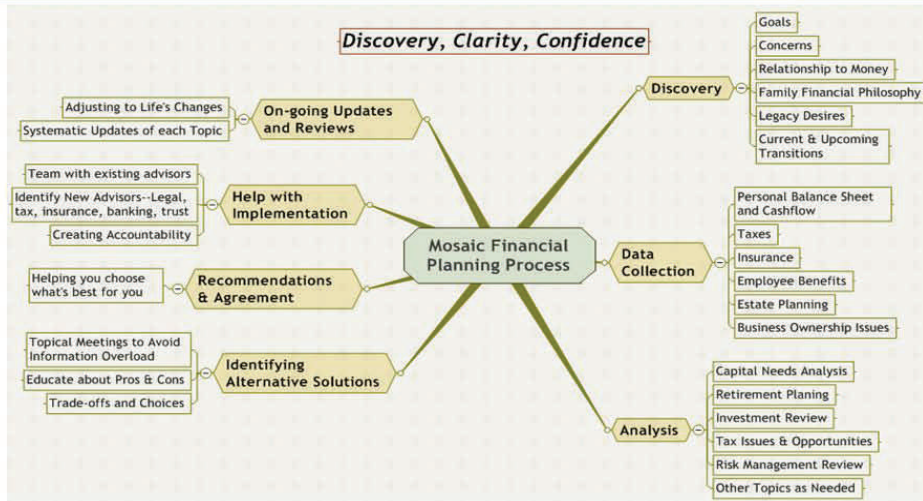 Discovery, Clarity, Confidence
Mosaic Financial
Planning Process
Discovery
Goals
Concerns
Relationship to Money
Family Financial Philosophy
Legacy Desires
Current & Upcoming
Transitions
Data
Collection
Personal Balance Sheet
and Cashflow
Taxes
Insurance
Employee Benefits
Estate Planning
Business Ownership Issues
Analysis
Capital Needs Analysis
Retirement Planing
Investment Review
Tax Issues & Opportunities
Risk Management Review
Other Topics as Needed
Identifying
Alternative Solutions
Topical Meetings to Avoid
Information Overload
Educate about Pros & Cons
Trade-offs and Choices
Recommendations
& Agreement
Helping you choose
what's best for you
Help with
Implementation
Team with existing advisors
Identify New Advisors--Legal,
tax, insurance, banking, trust
Creating Accountability
On-going Updates
and Reviews
Adjusting to Life's Changes
Systematic Updates of each Topic